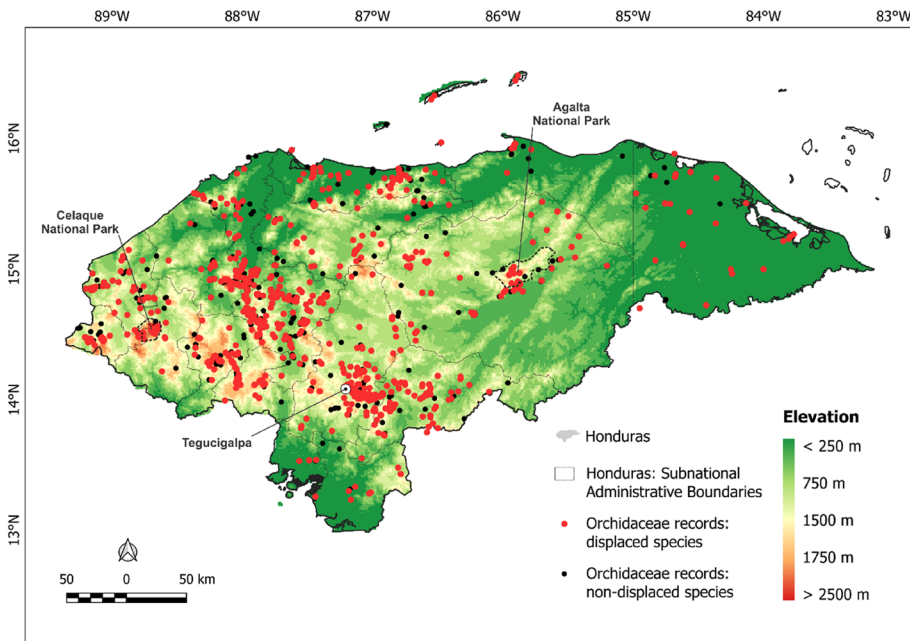 89°W 88°W 87°W 86°W 85°W 84°W 83°W
16°N
15°N
14°N
13°N
Agalta
National Park
Celaque
National Park
Tegucigalpa
Honduras
Honduras: Subnational
Administrative Boundaries
Orchidaceae records:
displaced species
Orchidaceae records:
non-displaced species
Elevation
< 250 m
750 m
1500 m
1750 m
> 2500 m
50 0 50 km